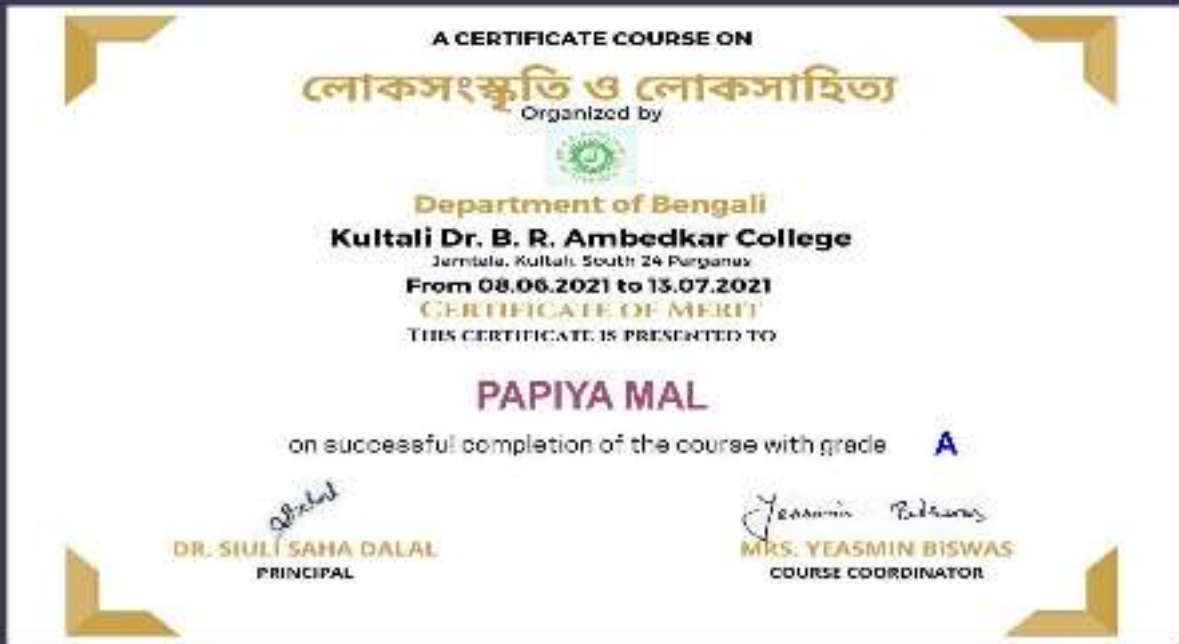 A CERTIFICATE COURSE ON
লোকসংস্কৃতি ও লোকসাহিত্য
Organized by
Department of Bengali
Kultali Dr. B. R. Ambedkar College
Jamtala, Kultali, South 24 Parganas
From 08.06.2021 to 13.07.2021
CERTIFICATE OF MERIT
THIS CERTIFICATE IS PRESENTED TO
PAPIYA MAL
on successful completion of the course with grade A
Yeasmin Biswas
DR. SIULI SAHA DALAL
MRS. YEASMIN BISWAS
PRINCIPAL
COURSE COORDINATOR